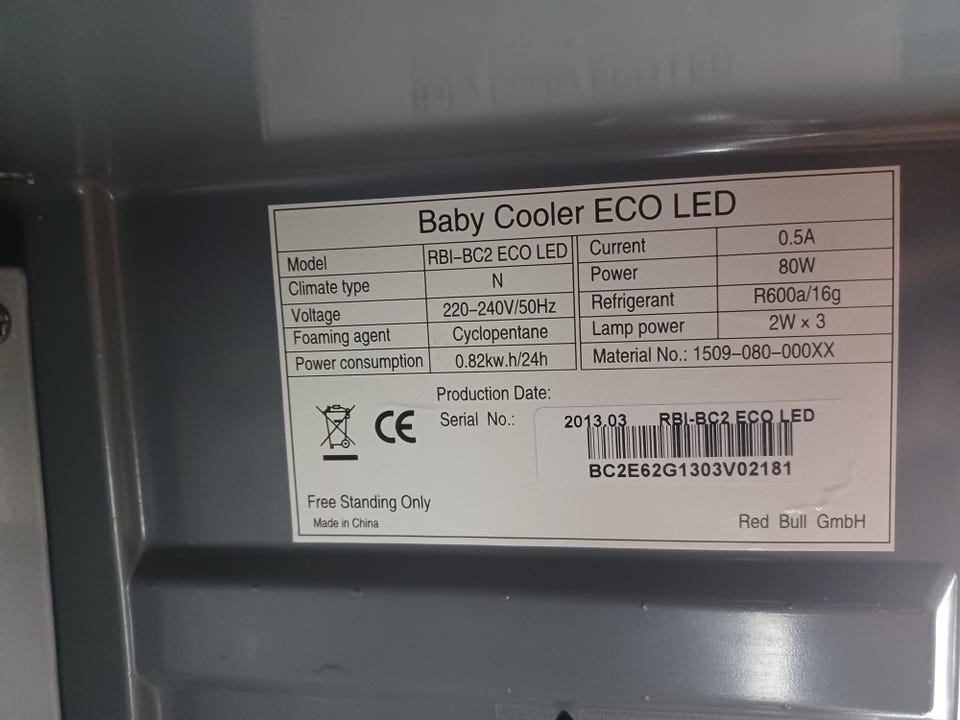 Baby Cooler ECO LED
Model RBI-BC2 ECO LED
Climate type N
Voltage 220-240V/50Hz
Foaming agent Cyclopentane
Power consumption 0.82kw.h/24h
Current 0.5A
Power 80W
Refrigerant R600a/16g
Lamp power 2W × 3
Material No.: 1509-080-000XX
Production Date:
Serial No.:
2013.03 RBI-BC2 ECO LED
BC2E62G1303V02181
CE
Free Standing Only
Made in China
Red Bull GmbH